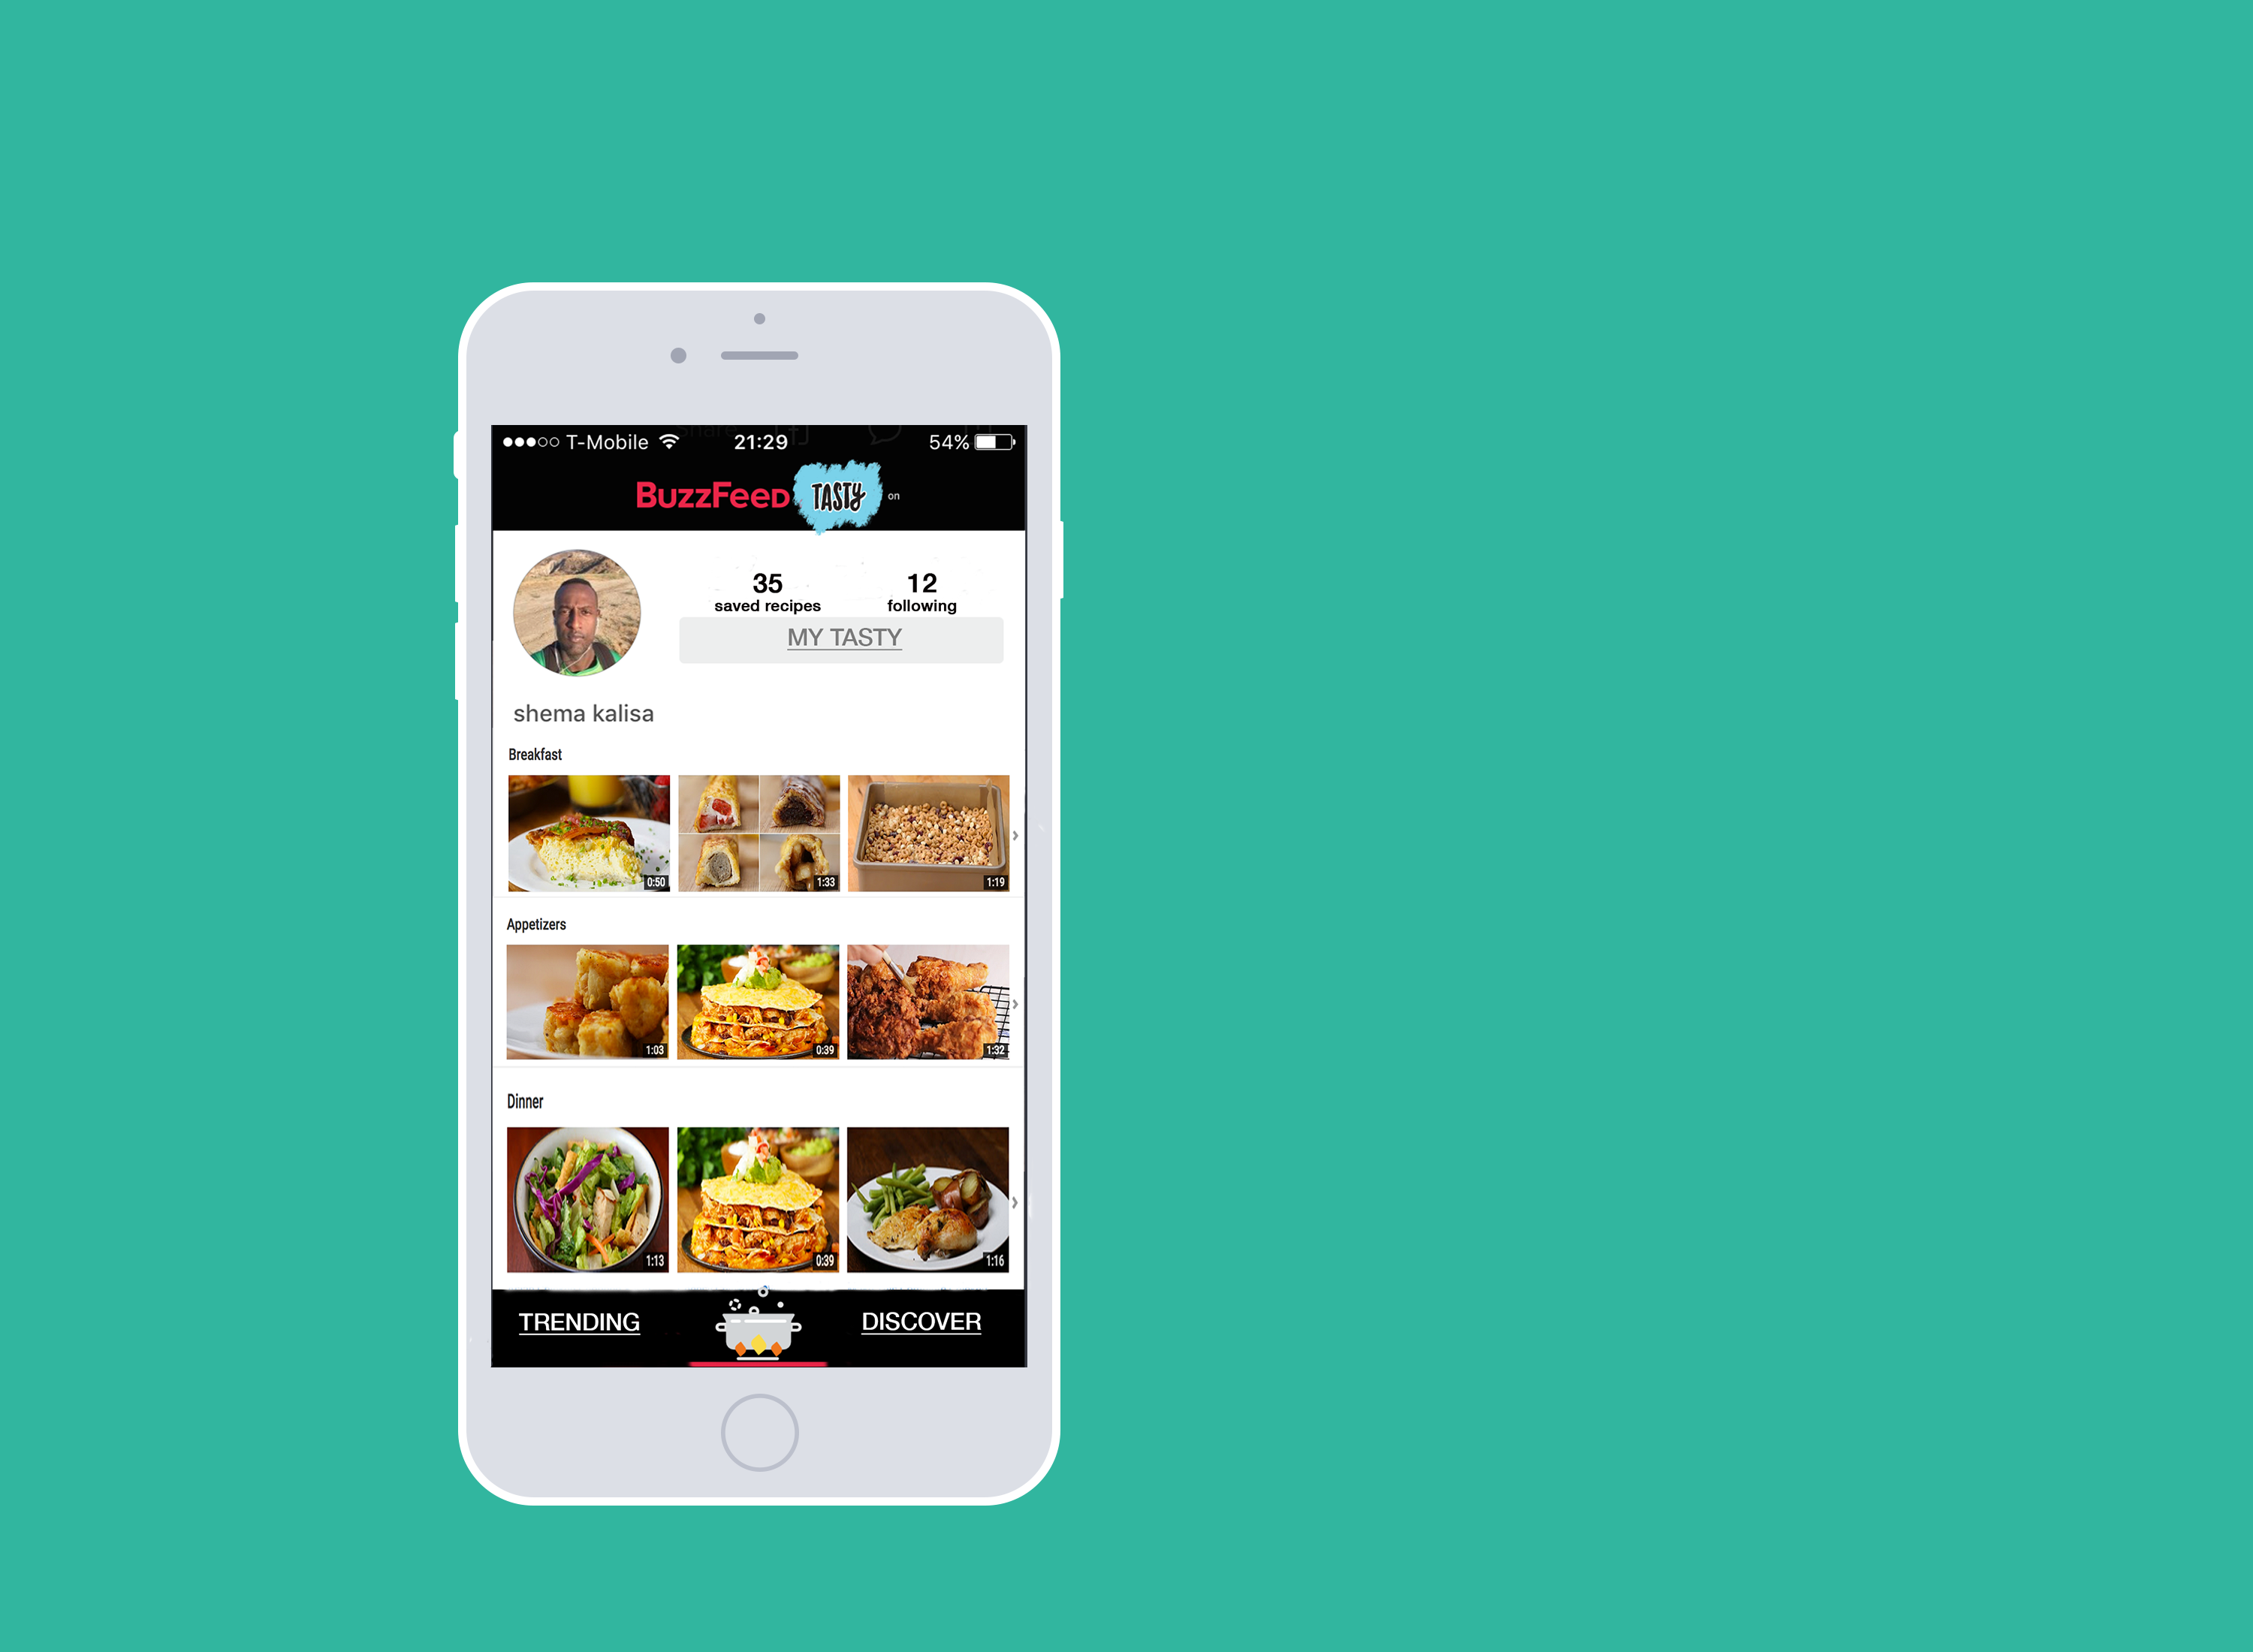 T-Mobile 21:29 54%
BuzzFeed TASTY on
35 12
saved recipes following
MY TASTY
shema kalisa
Breakfast
0:50 1:33 1:19
Appetizers
1:03 0:39 1:32
Dinner
1:13 0:39 1:16
TRENDING DISCOVER